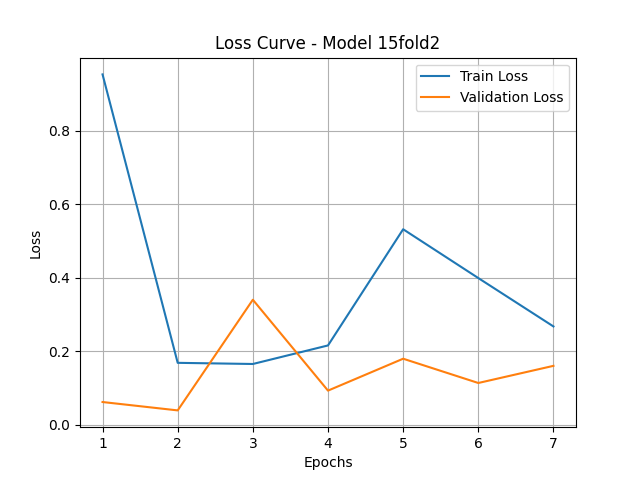 Loss Curve - Model 15fold2
Train Loss
Validation Loss
Loss
0.8
0.6
0.4
0.2
0.0
1 2 3 4 5 6 7
Epochs